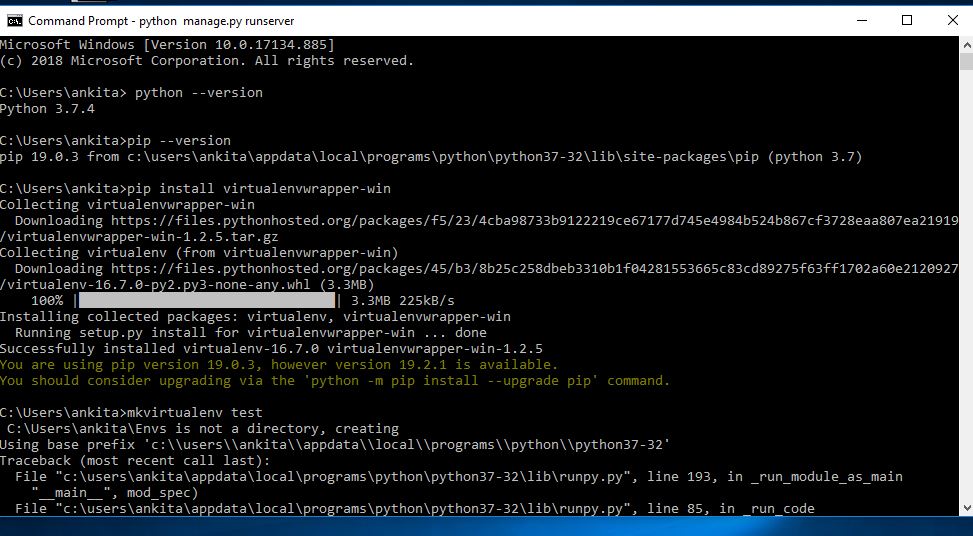 Command Prompt - python  manage.py runserver
Microsoft Windows [Version 10.0.17134.885]
(c) 2018 Microsoft Corporation. All rights reserved.
C:\Users\ankita> python --version
Python 3.7.4
C:\Users\ankita>pip --version
pip 19.0.3 from c:\users\ankita\appdata\local\programs\python\python37-32\lib\site-packages\pip (python 3.7)
C:\Users\ankita>pip install virtualenvwrapper-win
Collecting virtualenvwrapper-win
  Downloading https://files.pythonhosted.org/packages/f5/23/4cba98733b9122219ce67177d745e4984b524b867cf3728eaa807ea21919
/virtualenvwrapper-win-1.2.5.tar.gz
Collecting virtualenv (from virtualenvwrapper-win)
  Downloading https://files.pythonhosted.org/packages/45/b3/8b25c258dbeb3310b1f04281553665c83cd89275f63ff1702a60e2120927
/virtualenv-16.7.0-py2.py3-none-any.whl (3.3MB)
    100% |████████████████████████████████| 3.3MB 225kB/s
Installing collected packages: virtualenv, virtualenvwrapper-win
  Running setup.py install for virtualenvwrapper-win ... done
Successfully installed virtualenv-16.7.0 virtualenvwrapper-win-1.2.5
You are using pip version 19.0.3, however version 19.2.1 is available.
You should consider upgrading via the 'python -m pip install --upgrade pip' command.
C:\Users\ankita>mkvirtualenv test
 C:\Users\ankita\Envs is not a directory, creating
Using base prefix 'c:\\users\\ankita\\appdata\\local\\programs\\python\\python37-32'
Traceback (most recent call last):
  File "c:\users\ankita\appdata\local\programs\python\python37-32\lib\runpy.py", line 193, in _run_module_as_main
    "__main__", mod_spec)
  File "c:\users\ankita\appdata\local\programs\python\python37-32\lib\runpy.py", line 85, in _run_code